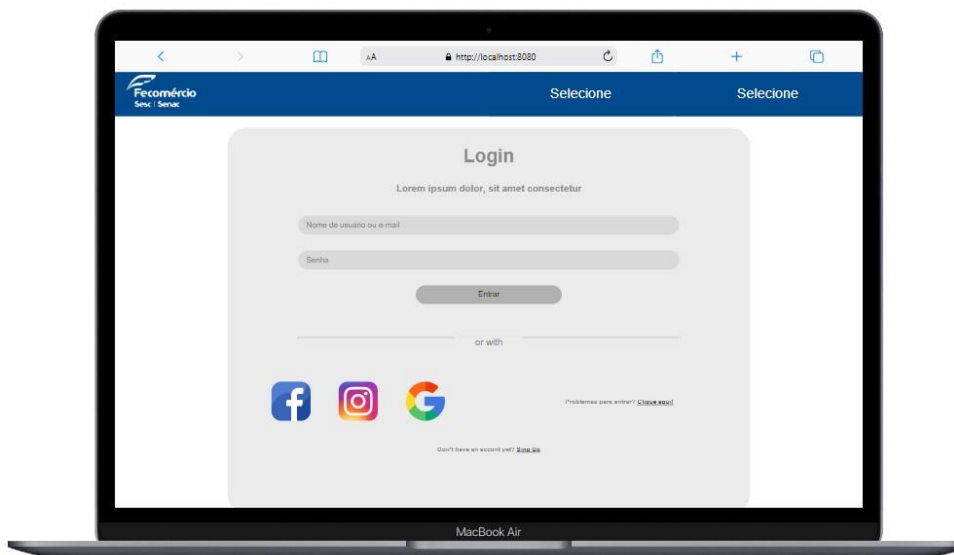 AA http://localhost:8080
Fecomércio
Sesc | Senac
Selecione Selecione
Login
Lorem ipsum dolor, sit amet consectetur
Nome de usuário ou e-mail
Senha
Entrar
or with
Problemas para entrar? Clique aqui!
Don't have an accont yet? Sing Up
MacBook Air